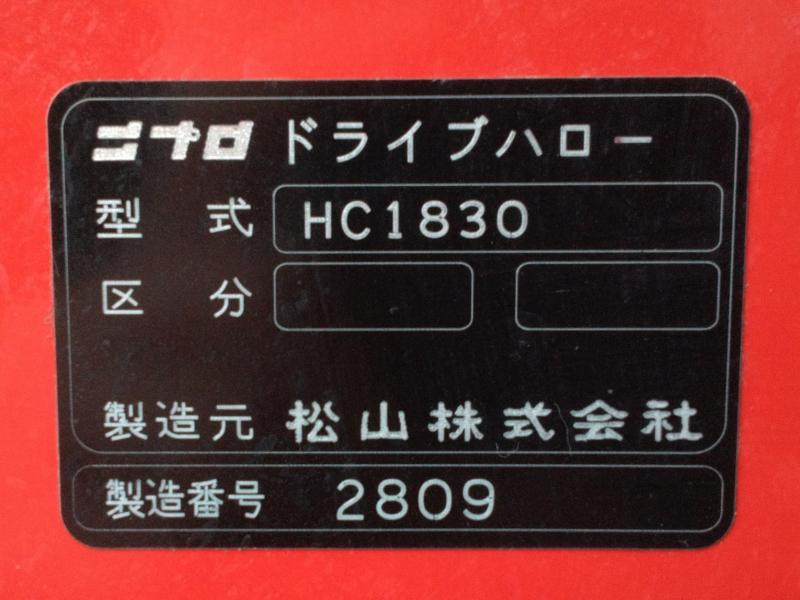 ニプロ ドライブハロー
型式 HC1830
区分
製造元 松山株式会社
製造番号 2809